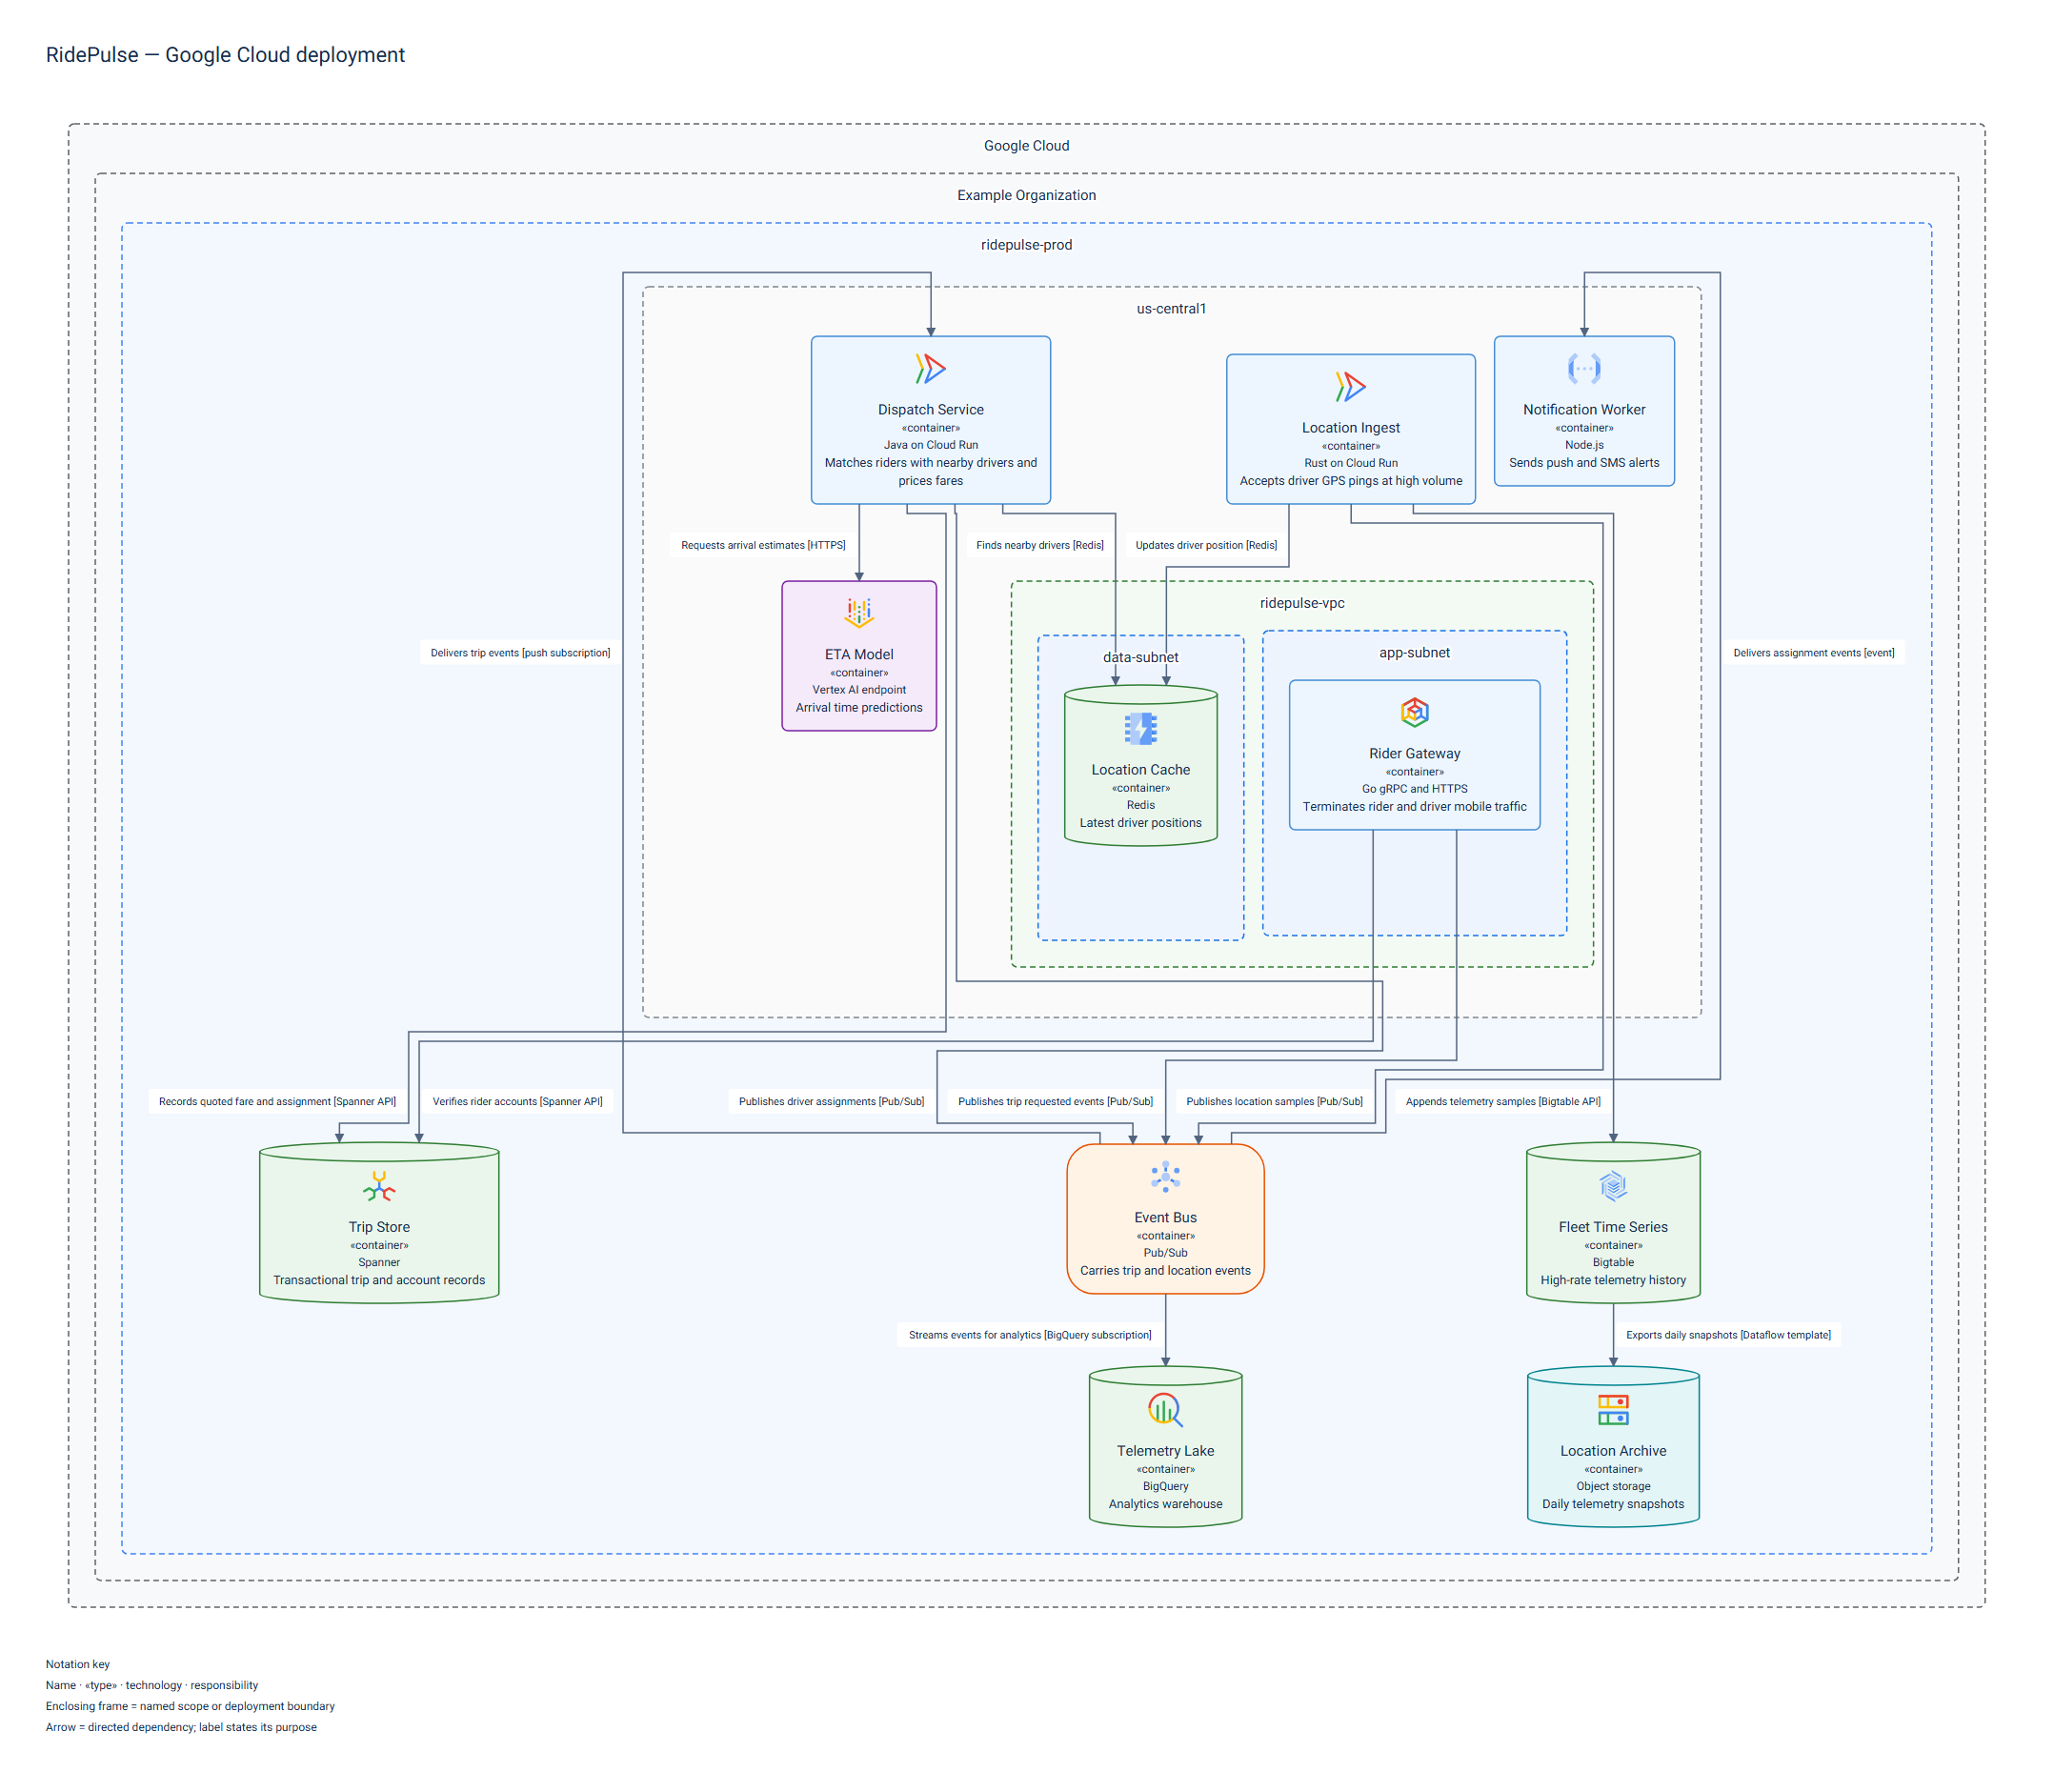 RidePulse — Google Cloud deployment
Google Cloud
Example Organization
ridepulse-prod
us-central1
Dispatch Service
«container»
Java on Cloud Run
Matches riders with nearby drivers and
prices fares
Location Ingest
«container»
Rust on Cloud Run
Accepts driver GPS pings at high volume
Notification Worker
«container»
Node.js
Sends push and SMS alerts
Requests arrival estimates [HTTPS]
Finds nearby drivers [Redis]
Updates driver position [Redis]
ridepulse-vpc
Delivers trip events [push subscription]
ETA Model
«container»
Vertex AI endpoint
Arrival time predictions
data-subnet
Location Cache
«container»
Redis
Latest driver positions
app-subnet
Rider Gateway
«container»
Go gRPC and HTTPS
Terminates rider and driver mobile traffic
Delivers assignment events [event]
Records quoted fare and assignment [Spanner API]
Verifies rider accounts [Spanner API]
Publishes driver assignments [Pub/Sub]
Publishes trip requested events [Pub/Sub]
Publishes location samples [Pub/Sub]
Appends telemetry samples [Bigtable API]
Trip Store
«container»
Spanner
Transactional trip and account records
Event Bus
«container»
Pub/Sub
Carries trip and location events
Fleet Time Series
«container»
Bigtable
High-rate telemetry history
Streams events for analytics [BigQuery subscription]
Exports daily snapshots [Dataflow template]
Telemetry Lake
«container»
BigQuery
Analytics warehouse
Location Archive
«container»
Object storage
Daily telemetry snapshots
Notation key
Name · «type» · technology · responsibility
Enclosing frame = named scope or deployment boundary
Arrow = directed dependency; label states its purpose